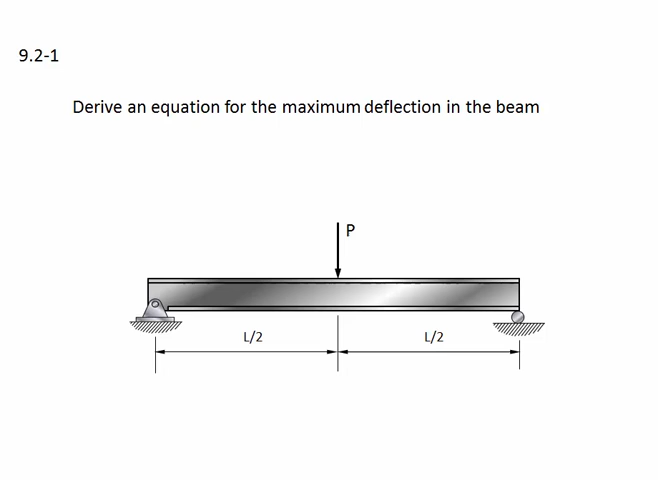 9.2-1
Derive an equation for the maximum deflection in the beam
P
L/2
L/2